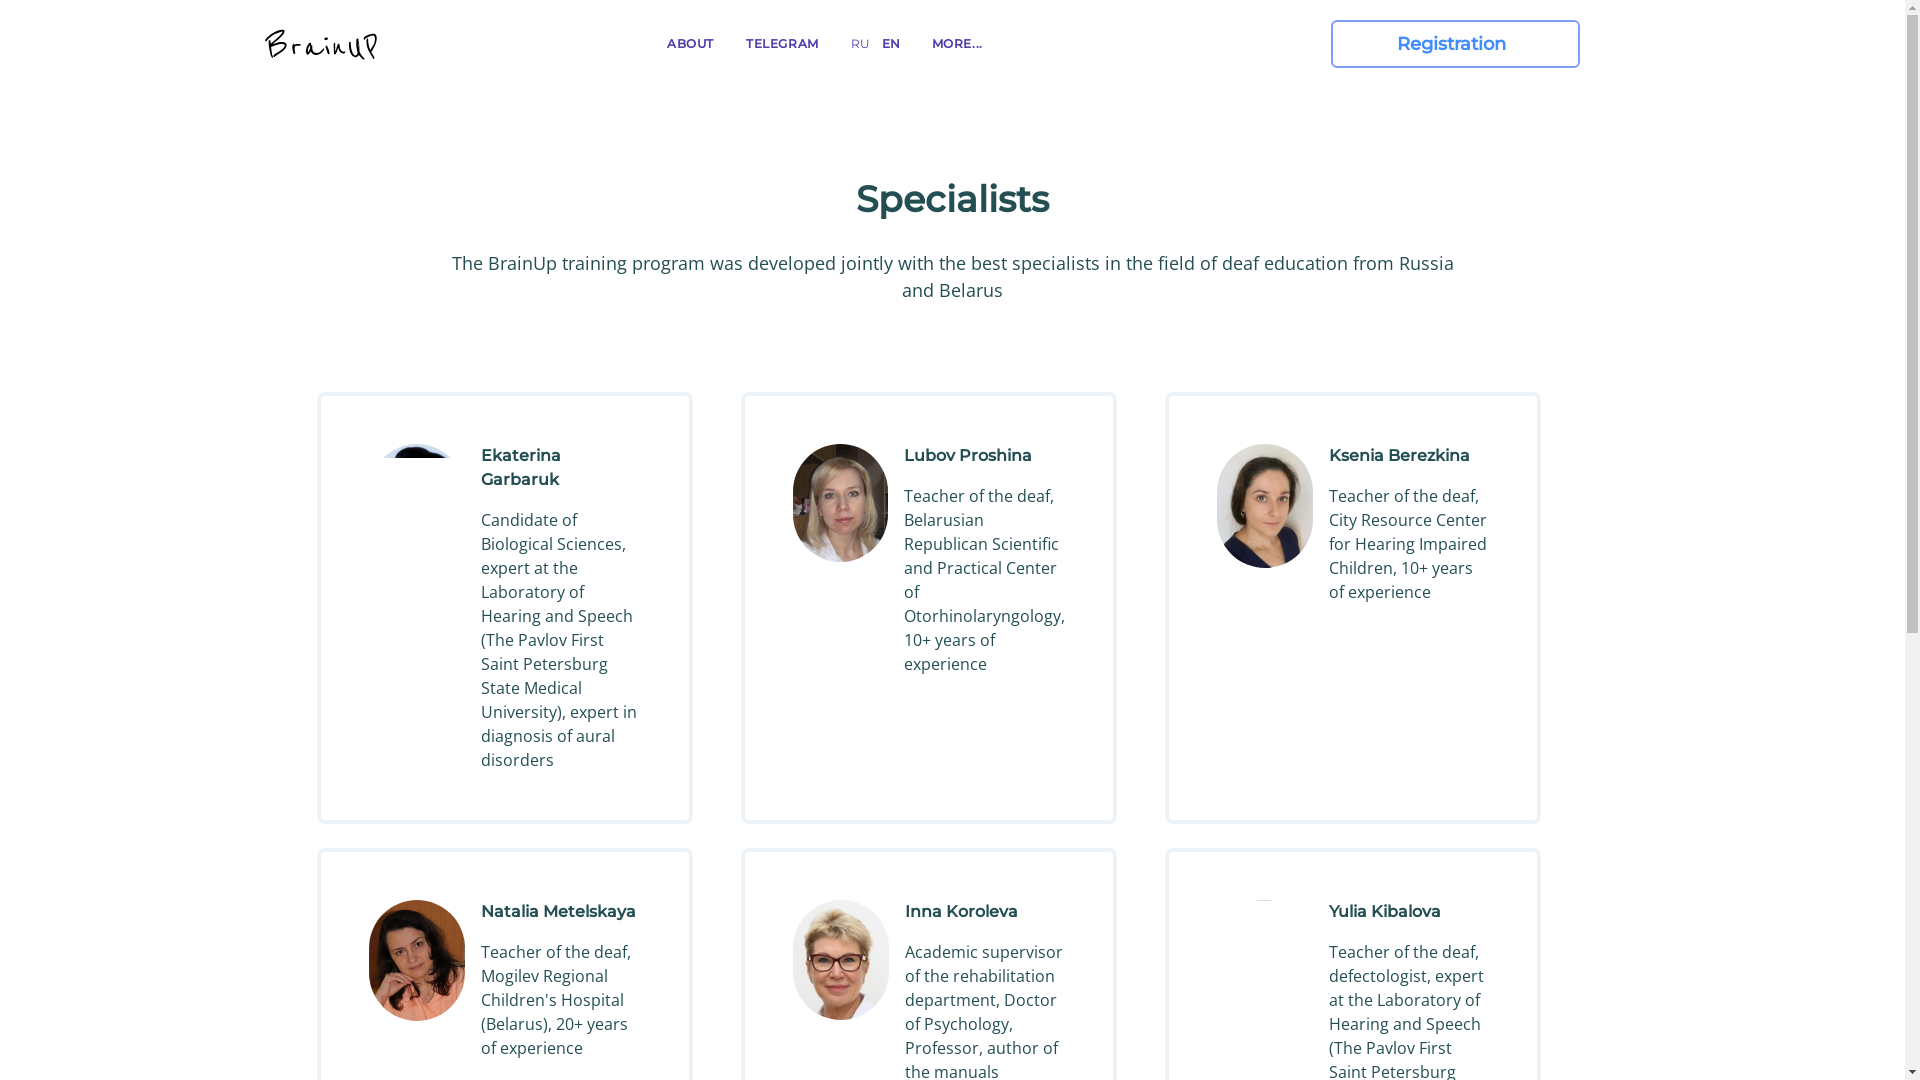 BrainUP
ABOUT
TELEGRAM
RU
EN
MORE...
Registration
Specialists
The BrainUp training program was developed jointly with the best specialists in the field of deaf education from Russia
and Belarus
Ekaterina
Garbaruk
Candidate of
Biological Sciences,
expert at the
Laboratory of
Hearing and Speech
(The Pavlov First
Saint Petersburg
State Medical
University), expert in
diagnosis of aural
disorders
Lubov Proshina
Teacher of the deaf,
Belarusian
Republican Scientific
and Practical Center
of
Otorhinolaryngology,
10+ years of
experience
Ksenia Berezkina
Teacher of the deaf,
City Resource Center
for Hearing Impaired
Children, 10+ years
of experience
Natalia Metelskaya
Teacher of the deaf,
Mogilev Regional
Children's Hospital
(Belarus), 20+ years
of experience
Inna Koroleva
Academic supervisor
of the rehabilitation
department, Doctor
of Psychology,
Professor, author of
the manuals
Yulia Kibalova
Teacher of the deaf,
defectologist, expert
at the Laboratory of
Hearing and Speech
(The Pavlov First
Saint Petersburg